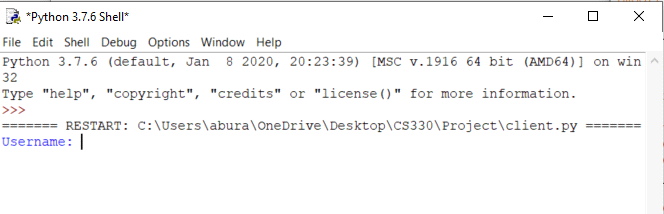 *Python 3.7.6 Shell*
File Edit Shell Debug Options Window Help
Python 3.7.6 (default, Jan  8 2020, 20:23:39) [MSC v.1916 64 bit (AMD64)] on win
32
Type "help", "copyright", "credits" or "license()" for more information.
>>>
======= RESTART: C:\Users\abura\OneDrive\Desktop\CS330\Project\client.py =======
Username: